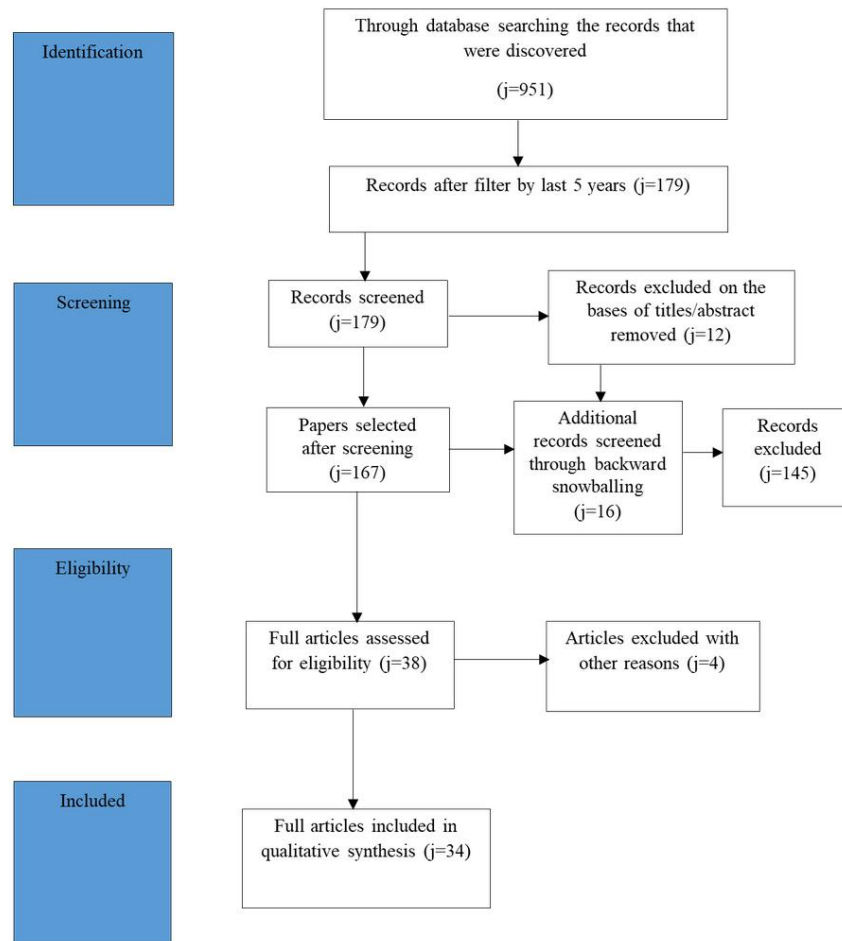 Identification
Through database searching the records that
were discovered
(j=951)
Records after filter by last 5 years (j=179)
Screening
Records screened
(j=179)
Records excluded on the
bases of titles/abstract
removed (j=12)
Papers selected
after screening
(j=167)
Additional
records screened
through backward
snowballing
(j=16)
Records
excluded
(j=145)
Eligibility
Full articles assessed
for eligibility (j=38)
Articles excluded with
other reasons (j=4)
Included
Full articles included in
qualitative synthesis (j=34)